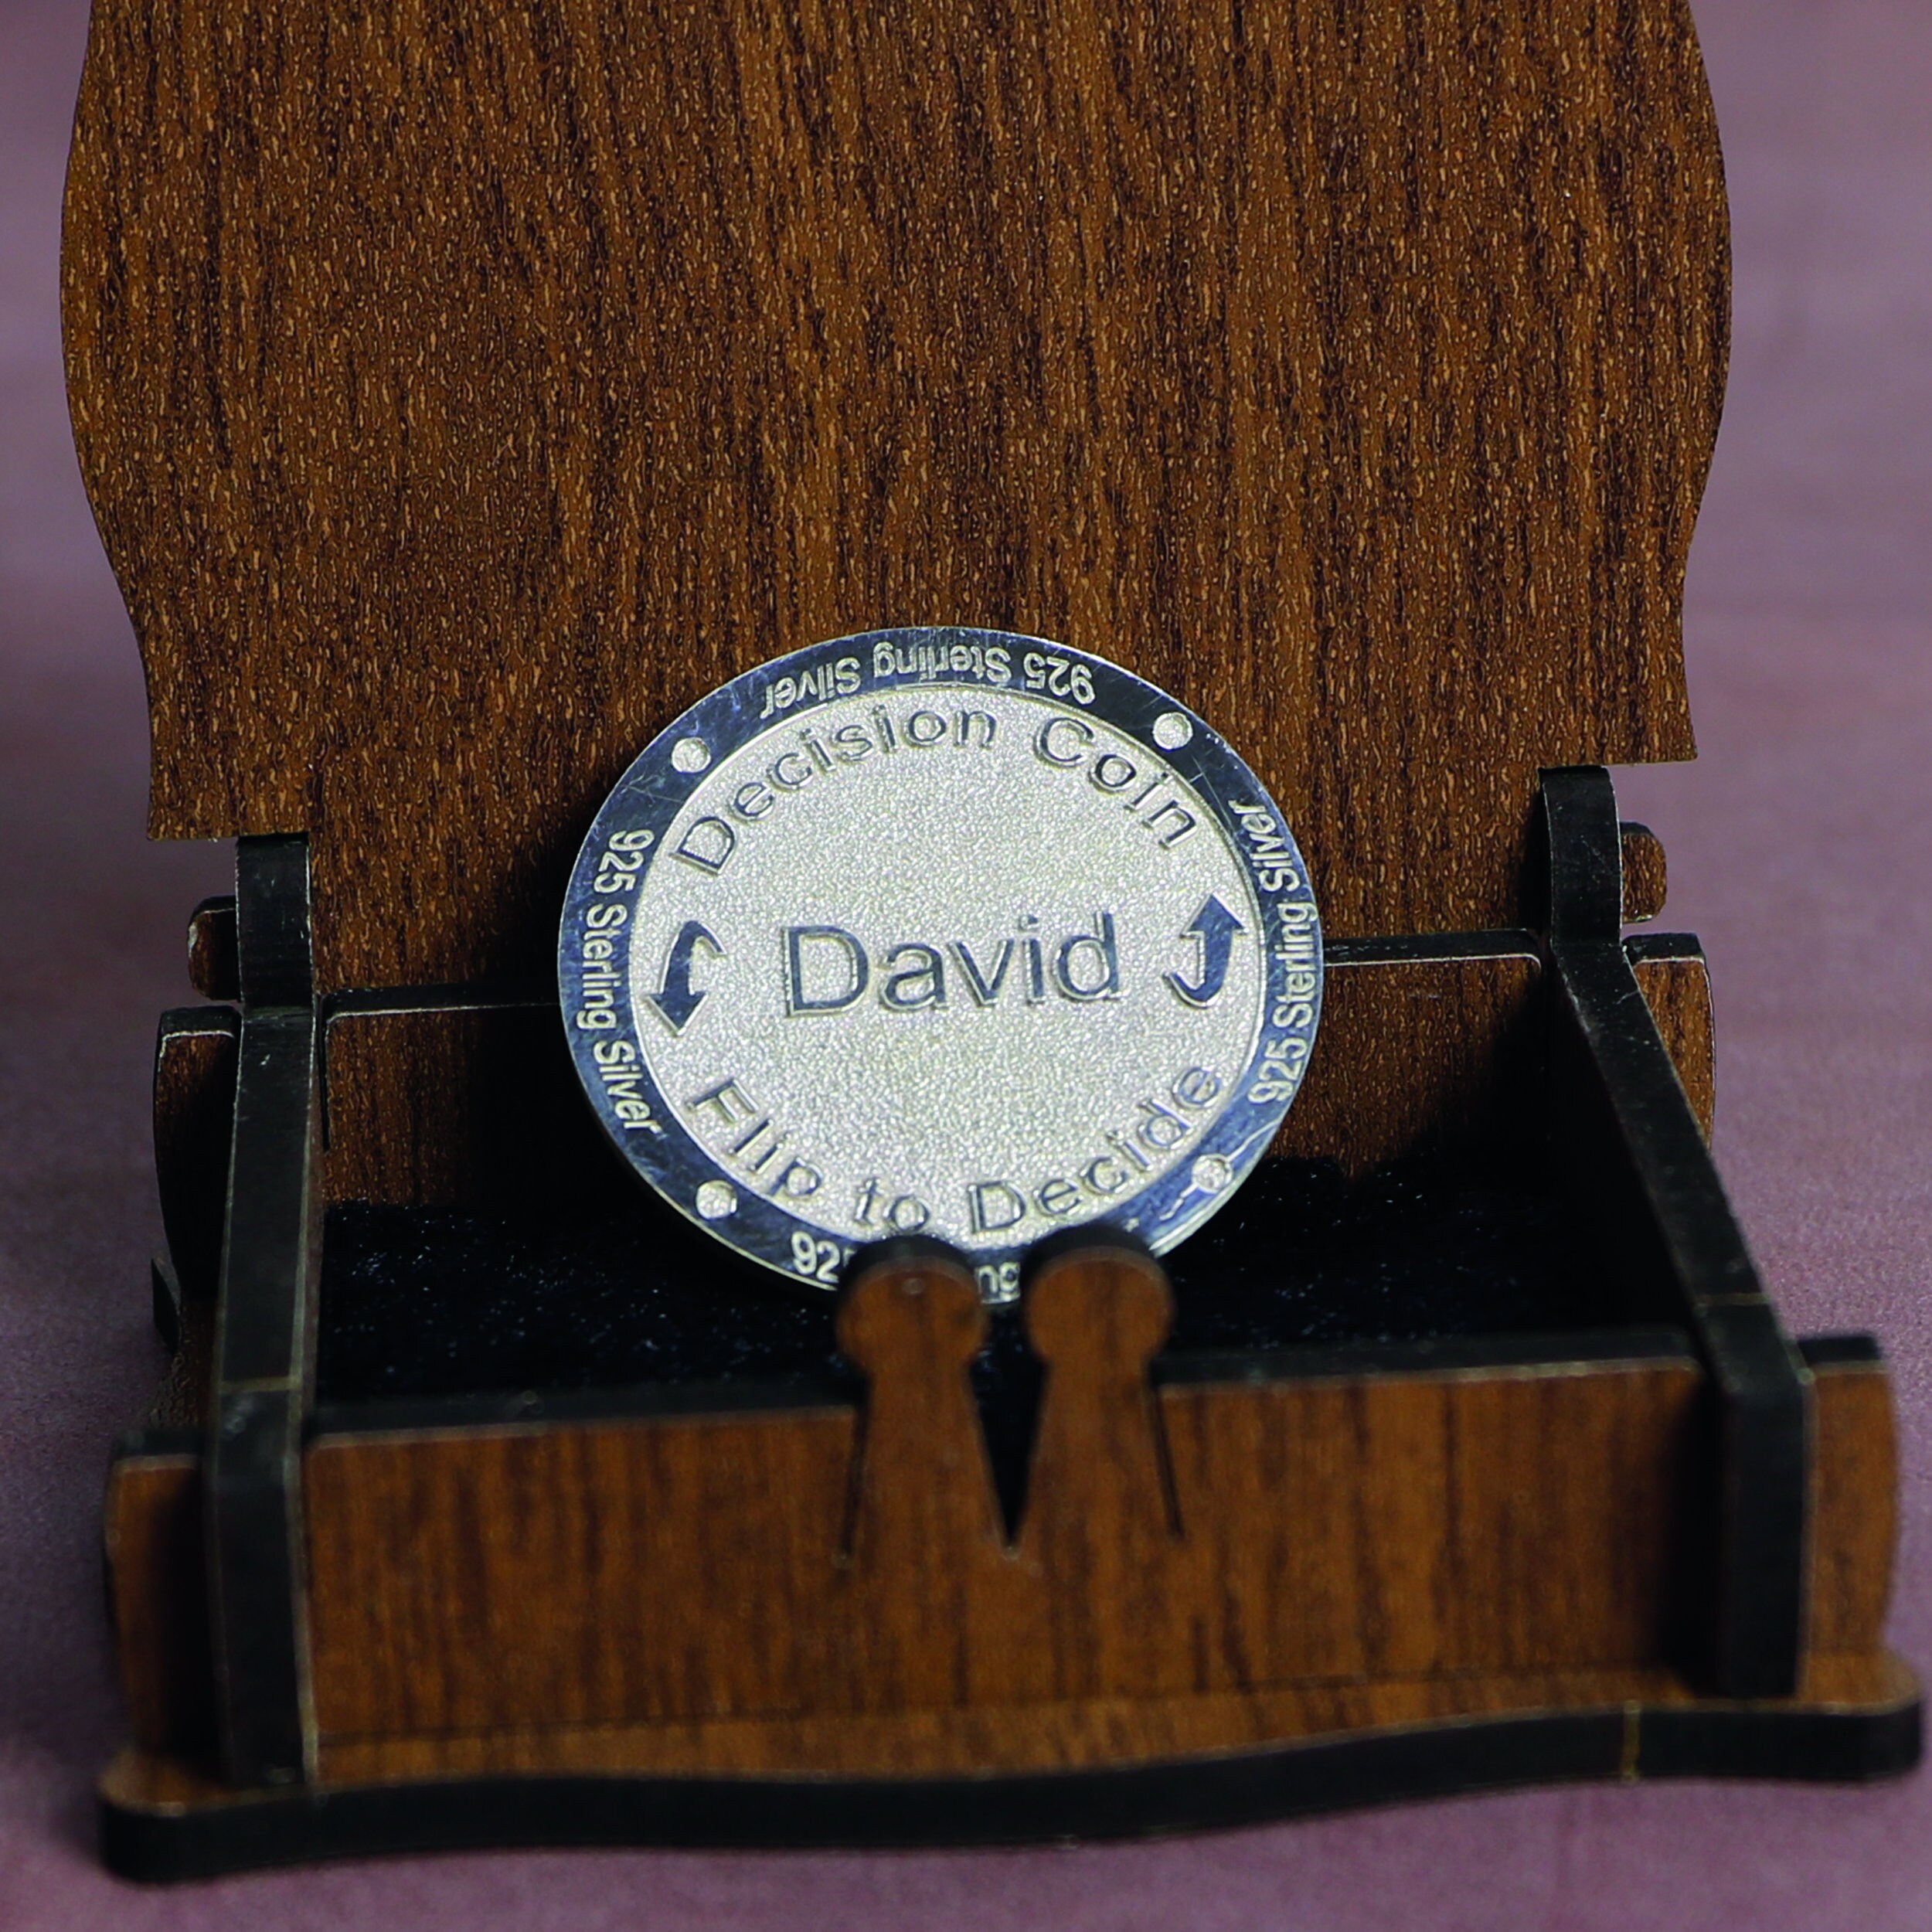 Decision Coin
David
Flip to Decide
925 Sterling Silver
925 Sterling Silver
925 Sterling Silver